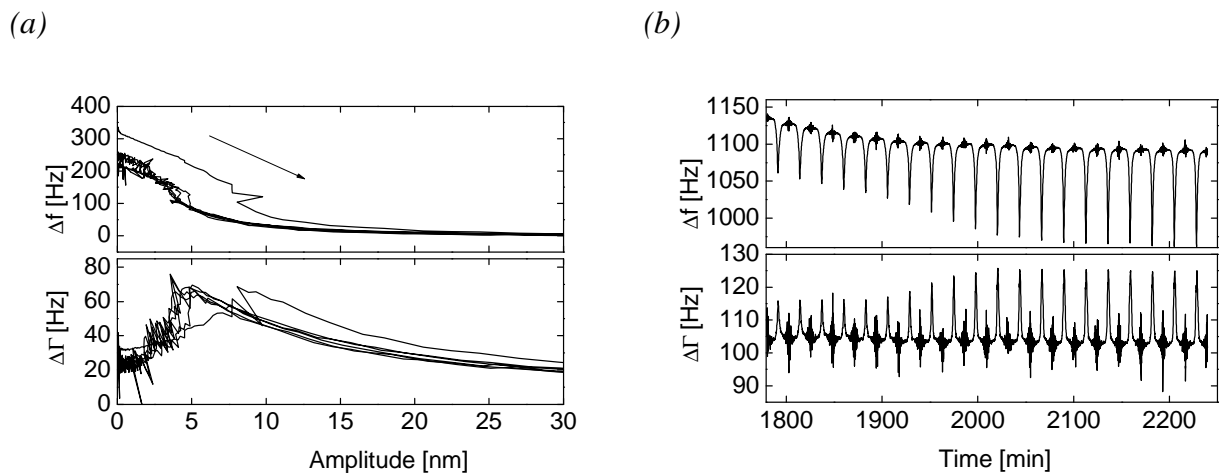 (a)
(b)
400
300
200
100
0
Δf [Hz]
80
60
40
20
0
ΔΓ [Hz]
0 5 10 15 20 25 30
Amplitude [nm]
1150
1100
1050
1000
Δf [Hz]
130
120
110
100
90
ΔΓ [Hz]
1800 1900 2000 2100 2200
Time [min]